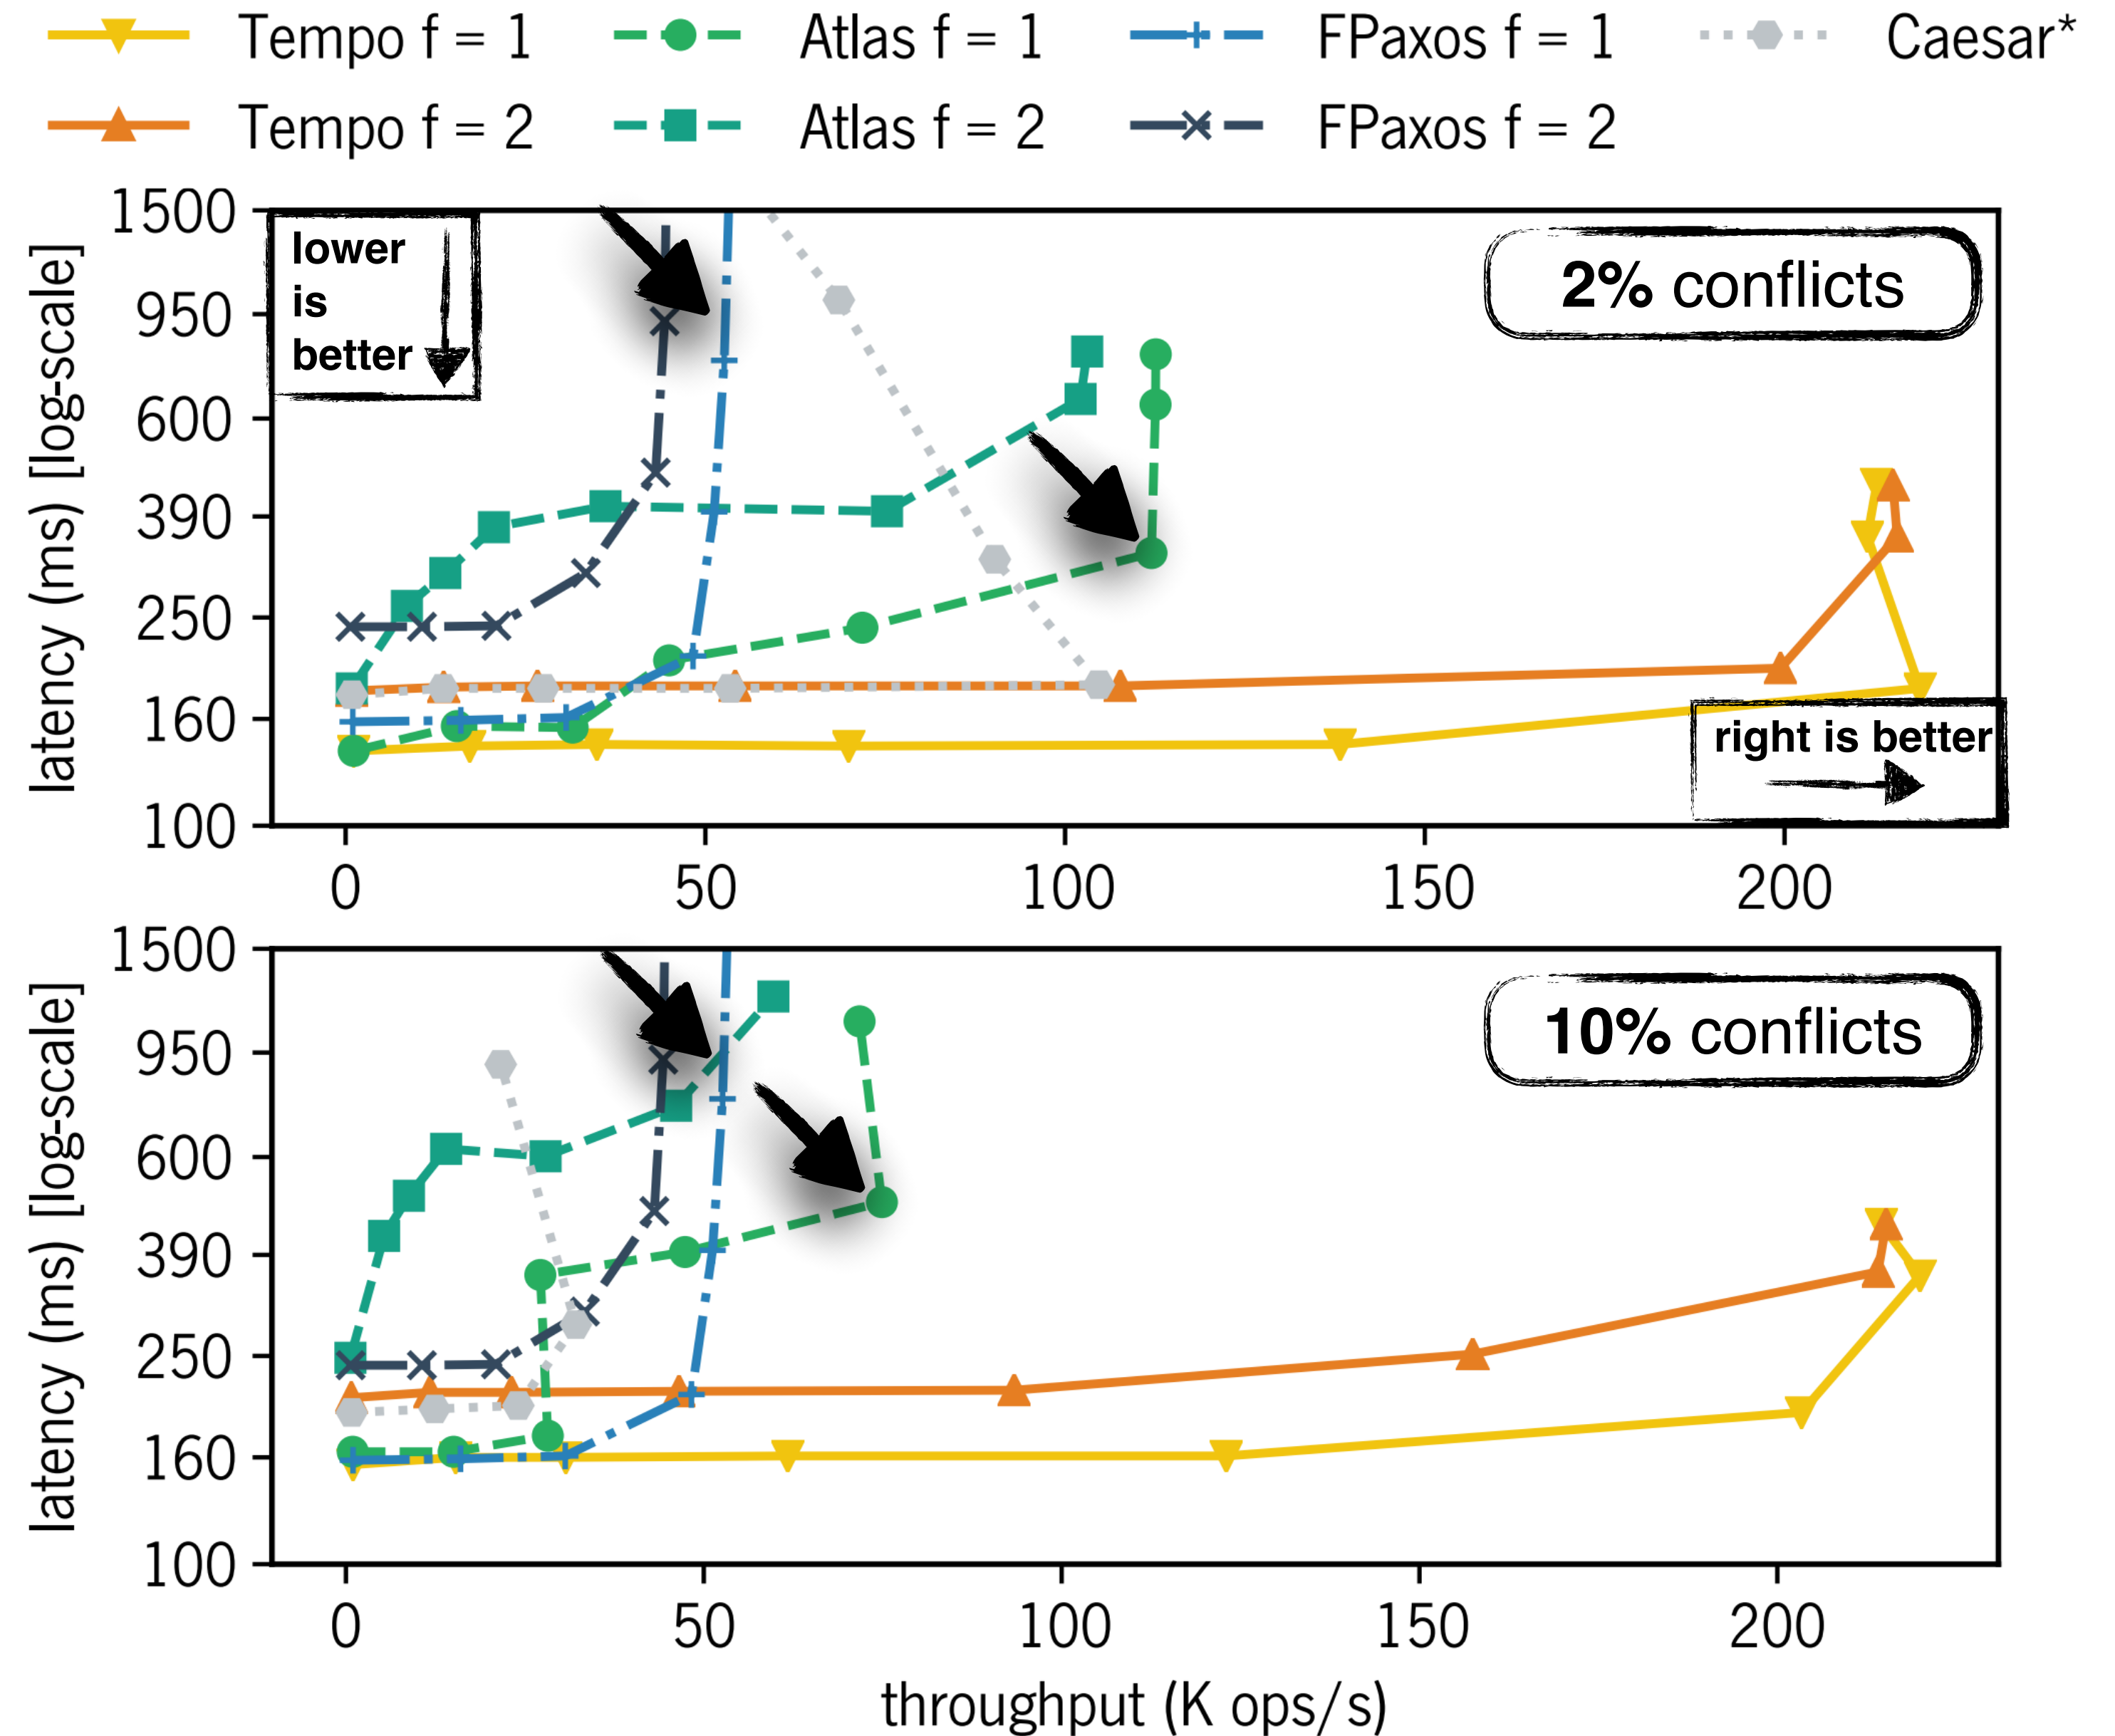 Tempo f = 1 Atlas f = 1 FPaxos f = 1 Caesar*
Tempo f = 2 Atlas f = 2 FPaxos f = 2
latency (ms) [log-scale]
1500
950
600
390
250
160
100
lower
is
better
2% conflicts
right is better
0 50 100 150 200
latency (ms) [log-scale]
1500
950
600
390
250
160
100
10% conflicts
0 50 100 150 200
throughput (K ops/s)